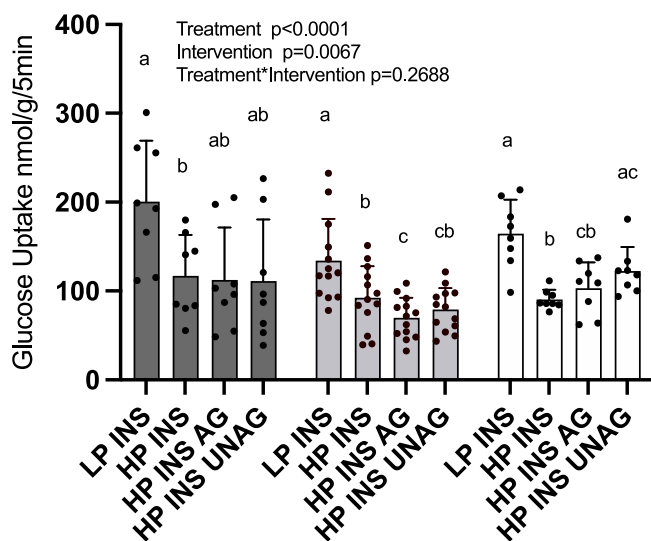 Treatment p<0.0001
Intervention p=0.0067
Treatment*Intervention p=0.2688
Glucose Uptake nmol/g/5min
400
300
200
100
0
a
b
ab
ab
a
b
c
cb
a
b
cb
ac
LP INS
HP INS
HP INS AG
HP INS UNAG
LP INS
HP INS
HP INS AG
HP INS UNAG
LP INS
HP INS
HP INS AG
HP INS UNAG